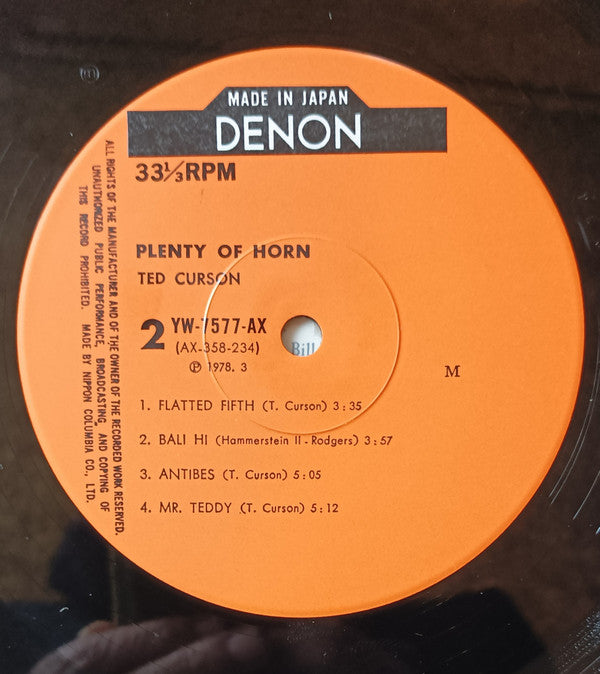 MADE IN JAPAN
DENON
33⅓RPM
PLENTY OF HORN
TED CURSON
2 YW-7577-AX
(AX-358-234)
Ⓟ 1978. 3
Bill
M
1. FLATTED FIFTH (T. Curson) 3:35
2. BALI HI (Hammerstein II - Rodgers) 3:57
3. ANTIBES (T. Curson) 5:05
4. MR. TEDDY (T. Curson) 5:12
ALL RIGHTS OF THE MANUFACTURER AND OF THE OWNER OF THE RECORDED WORK RESERVED.
UNAUTHORIZED PUBLIC PERFORMANCE, BROADCASTING AND COPYING OF
THIS RECORD PROHIBITED. MADE BY NIPPON COLUMBIA CO., LTD.